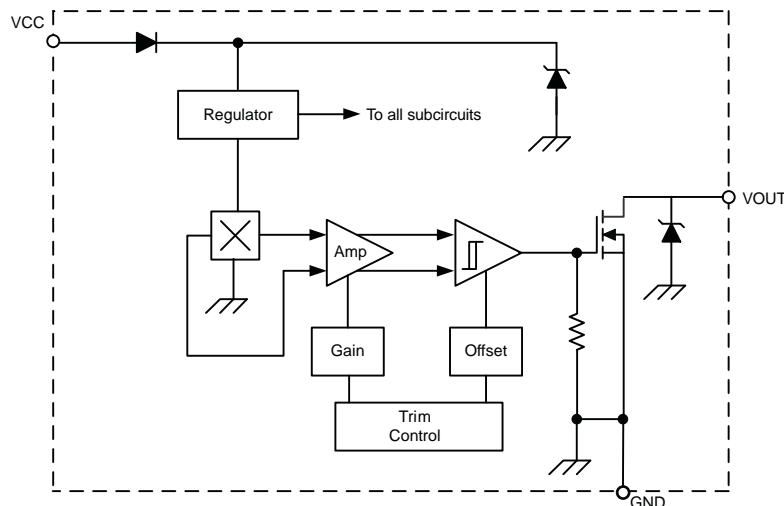 VCC
Regulator
To all subcircuits
VOUT
Amp
Gain
Offset
Trim
Control
GND